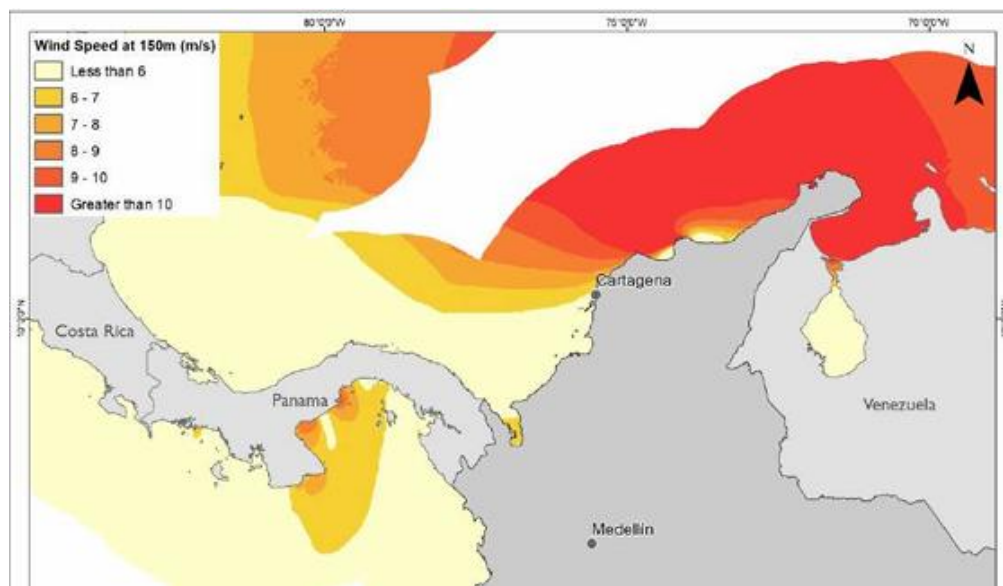 80°0'0"W 75°0'0"W 70°0'0"W
Wind Speed at 150m (m/s)
Less than 6
6 - 7
7 - 8
8 - 9
9 - 10
Greater than 10
N
Cartagena
Costa Rica
Panama
Venezuela
Medellín